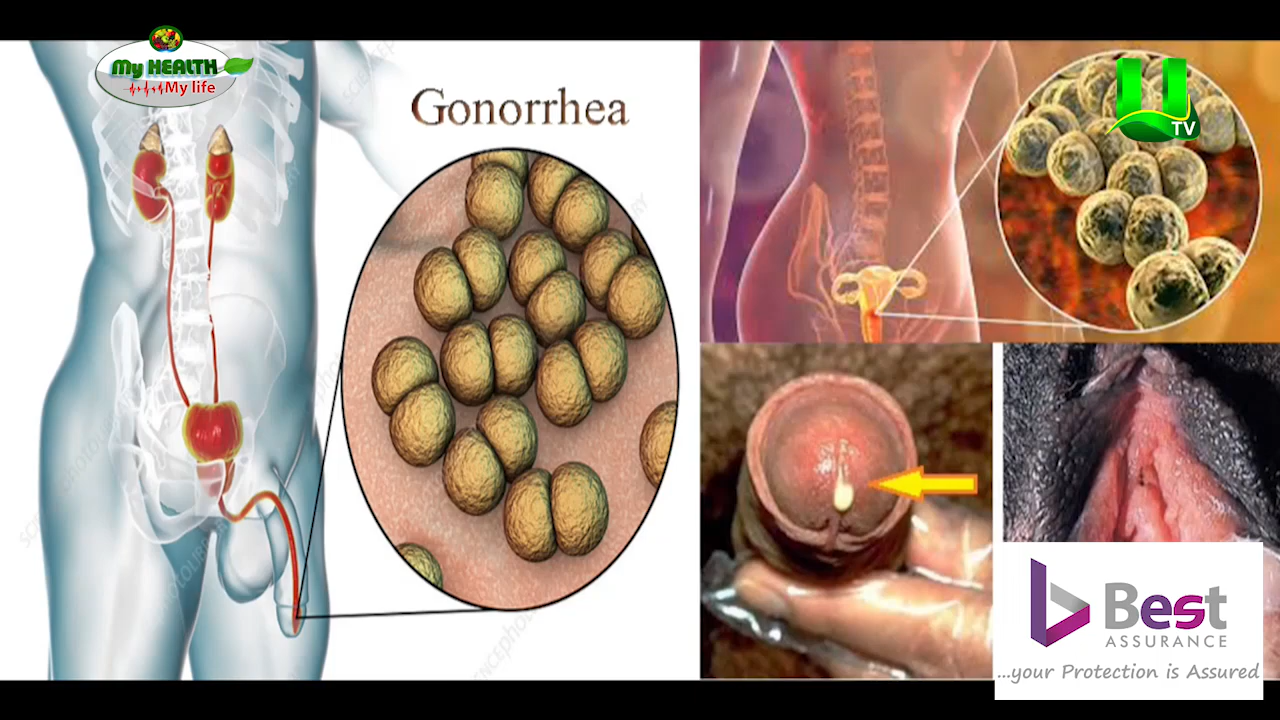 My HEALTH
My life
Gonorrhea
U
TV
Best
ASSURANCE
...your Protection is Assured